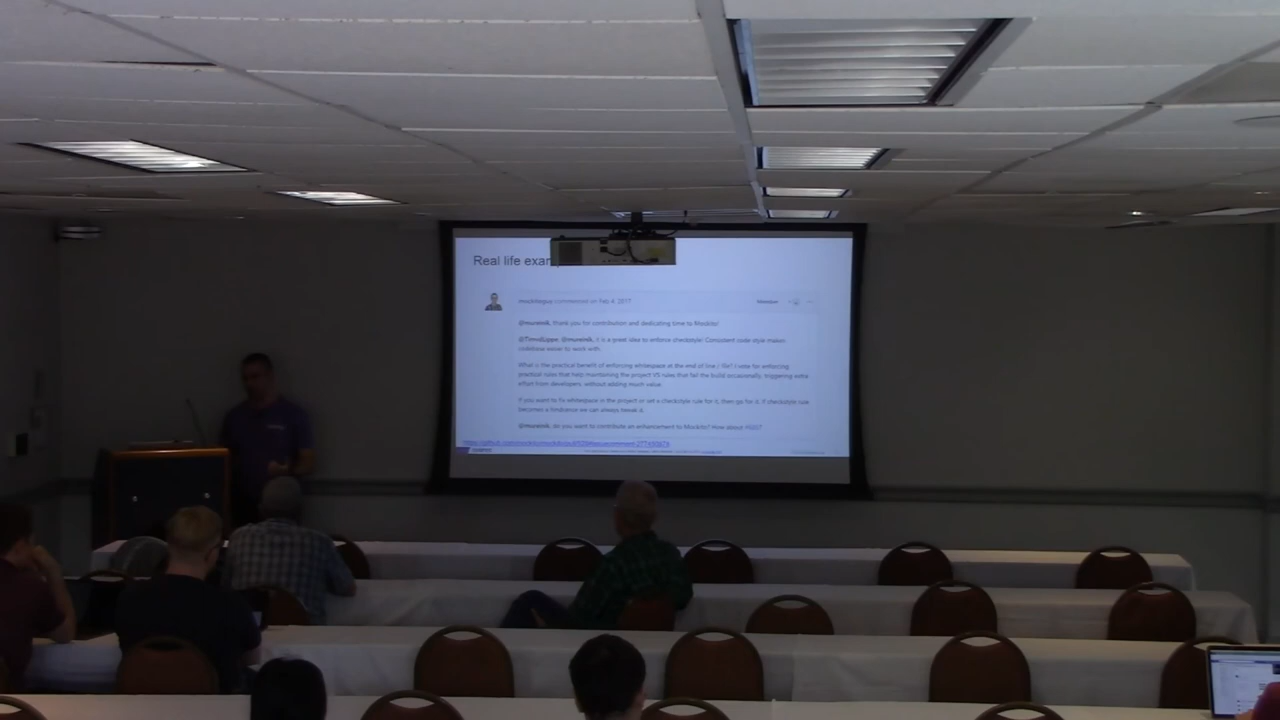 Real life exam
mockitoguy commented on Feb 4, 2017
Member
@mureinik, thank you for contribution and dedicating time to Mockito!
@TimvdLippe, @mureinik, it is a great idea to enforce checkstyle! Consistent code style makes
codebase easier to work with.
What is the practical benefit of enforcing whitespace at the end of line / file? I vote for enforcing
practical rules that help maintaining the project VS rules that fail the build occasionally, triggering extra
effort from developers, without adding much value.
If you want to fix whitespace in the project or set a checkstyle rule for it, then go for it. If checkstyle rule
becomes a hindrance we can always tweak it.
@mureinik, do you want to contribute an enhancement to Mockito? How about